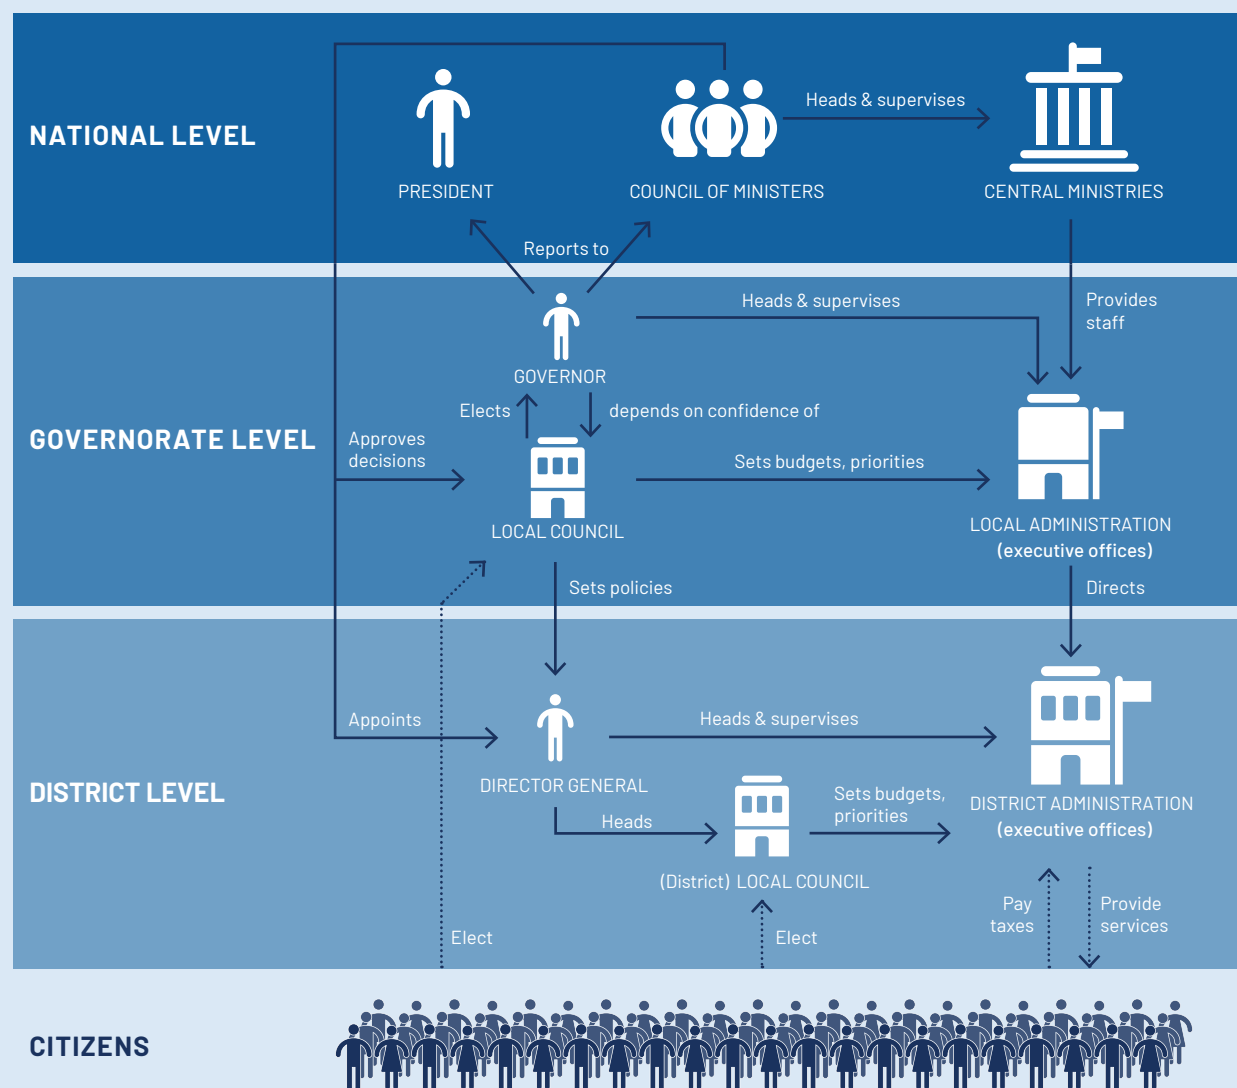 NATIONAL LEVEL
Heads & supervises
PRESIDENT
COUNCIL OF MINISTERS
CENTRAL MINISTRIES
Reports to
Heads & supervises
Provides
staff
GOVERNOR
Elects
depends on confidence of
GOVERNORATE LEVEL
Approves
decisions
Sets budgets, priorities
LOCAL COUNCIL
LOCAL ADMINISTRATION
(executive offices)
Sets policies
Directs
Appoints
Heads & supervises
DISTRICT LEVEL
DIRECTOR GENERAL
Heads
Sets budgets,
priorities
DISTRICT ADMINISTRATION
(executive offices)
(District) LOCAL COUNCIL
Elect
Elect
Pay
taxes
Provide
services
CITIZENS